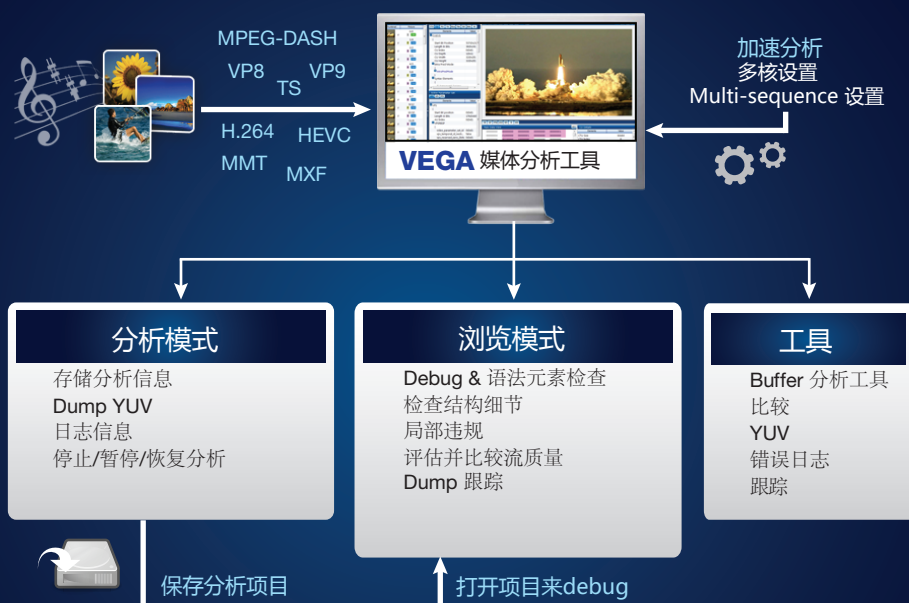 MPEG-DASH
VP8 VP9
TS
H.264 HEVC
MMT
MXF
VEGA 媒体分析工具
加速分析
多核设置
Multi-sequence 设置
分析模式
存储分析信息
Dump YUV
日志信息
停止/暂停/恢复分析
浏览模式
Debug & 语法元素检查
检查结构细节
局部违规
评估并比较流质量
Dump 跟踪
工具
Buffer 分析工具
比较
YUV
错误日志
跟踪
保存分析项目
打开项目来debug